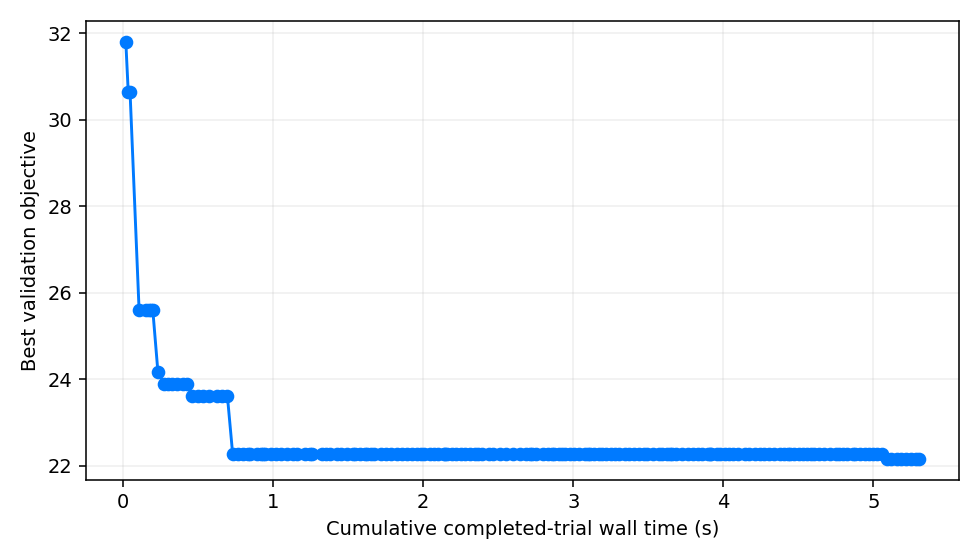 32
30
28
26
24
22
Best validation objective
0 1 2 3 4 5
Cumulative completed-trial wall time (s)